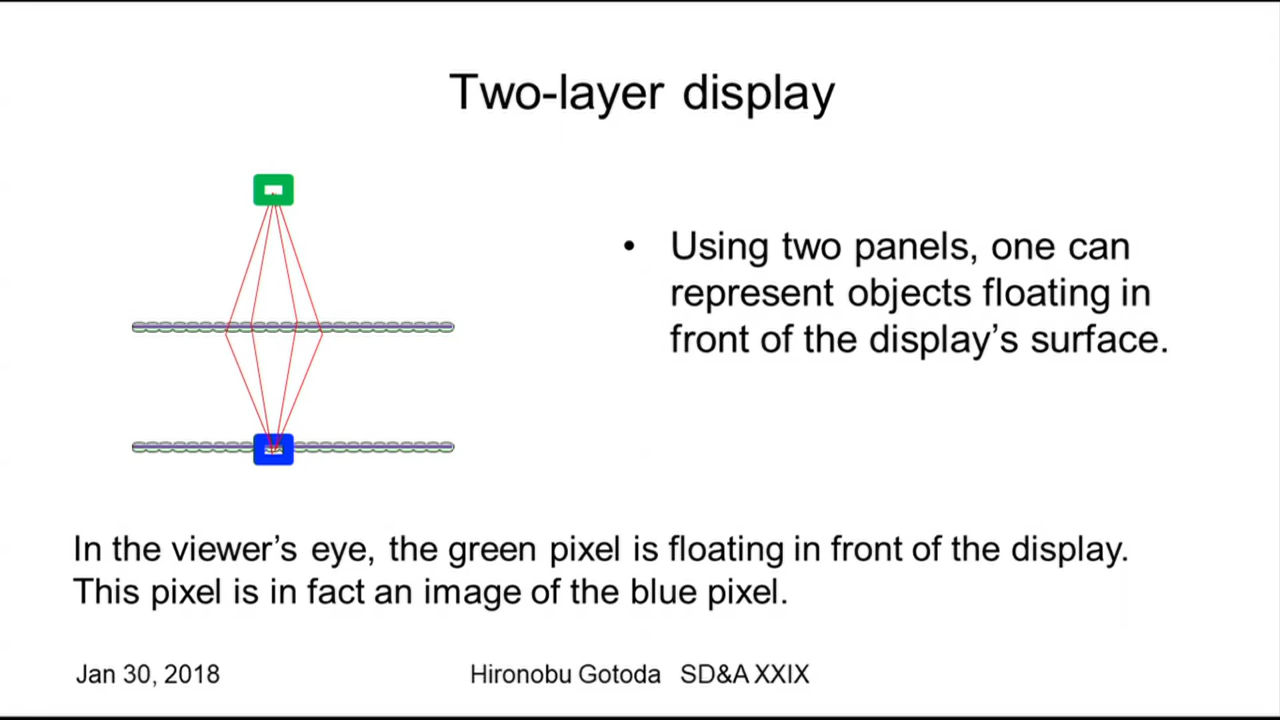 Two-layer display
• Using two panels, one can
represent objects floating in
front of the display's surface.
In the viewer's eye, the green pixel is floating in front of the display.
This pixel is in fact an image of the blue pixel.
Jan 30, 2018
Hironobu Gotoda SD&A XXIX